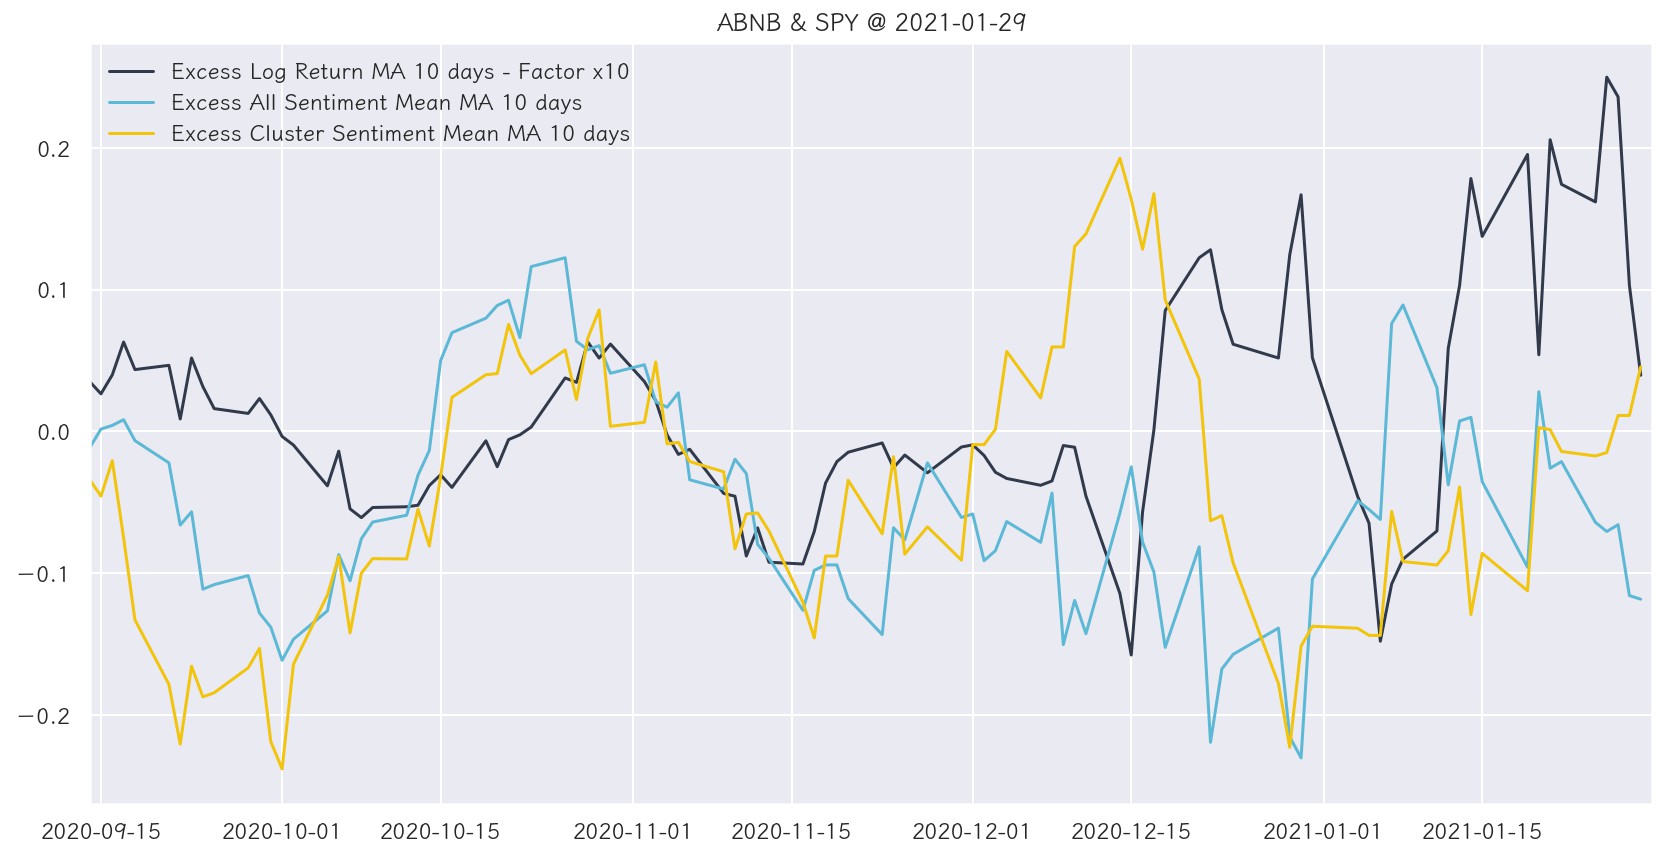 ABNB & SPY @ 2021-01-29
Excess Log Return MA 10 days - Factor x10
Excess All Sentiment Mean MA 10 days
Excess Cluster Sentiment Mean MA 10 days
0.2
0.1
0.0
−0.1
−0.2
2020-09-15 2020-10-01 2020-10-15 2020-11-01 2020-11-15 2020-12-01 2020-12-15 2021-01-01 2021-01-15